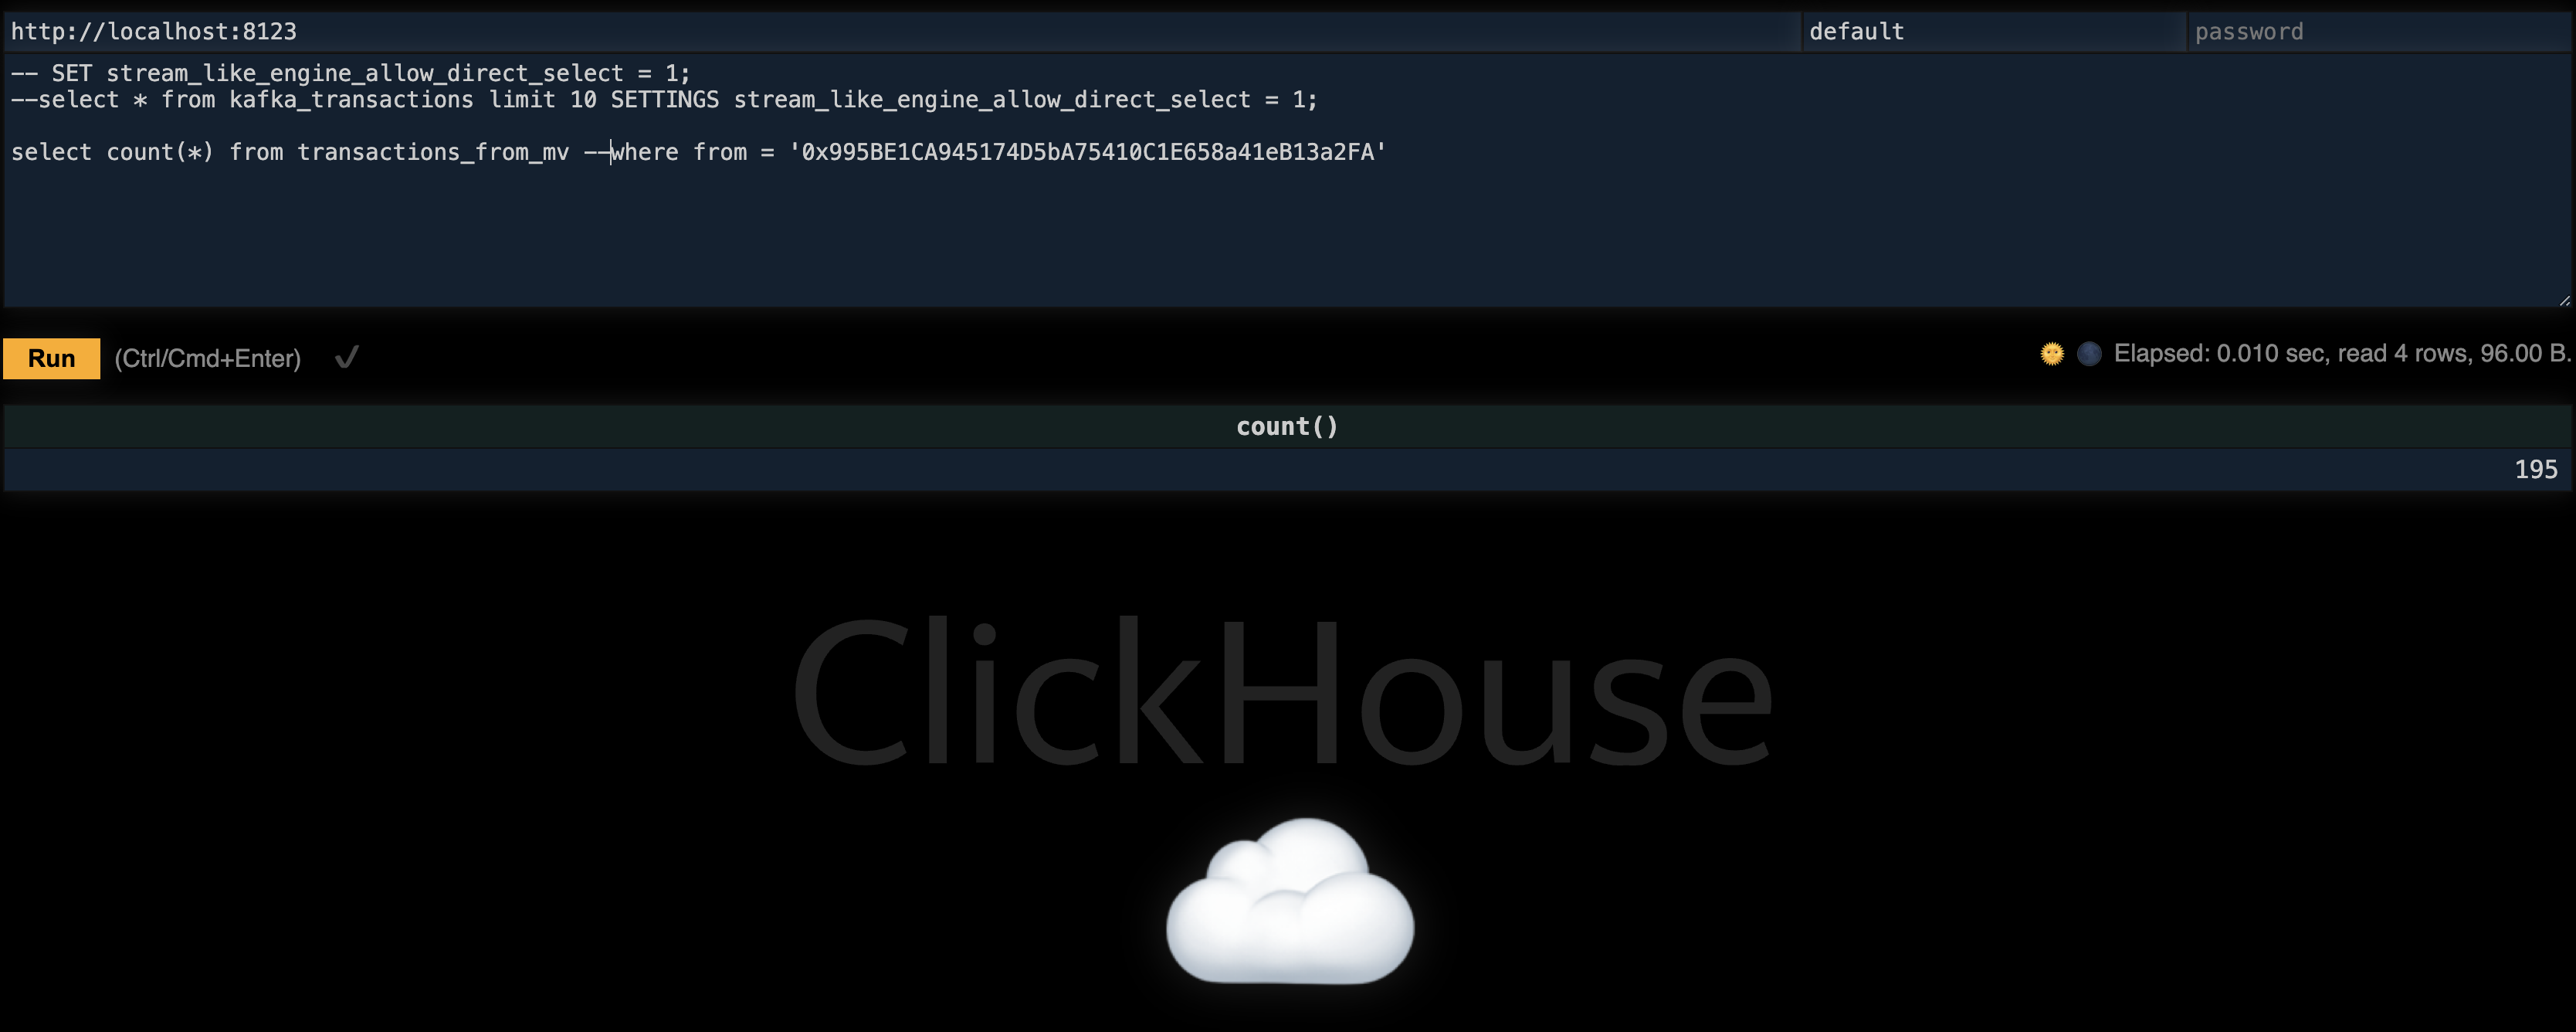 http://localhost:8123 default password
-- SET stream_like_engine_allow_direct_select = 1;
--select * from kafka_transactions limit 10 SETTINGS stream_like_engine_allow_direct_select = 1;
select count(*) from transactions_from_mv --where from = '0x995BE1CA945174D5bA75410C1E658a41eB13a2FA'
Run (Ctrl/Cmd+Enter) ✔ Elapsed: 0.010 sec, read 4 rows, 96.00 B.
count()
195
ClickHouse